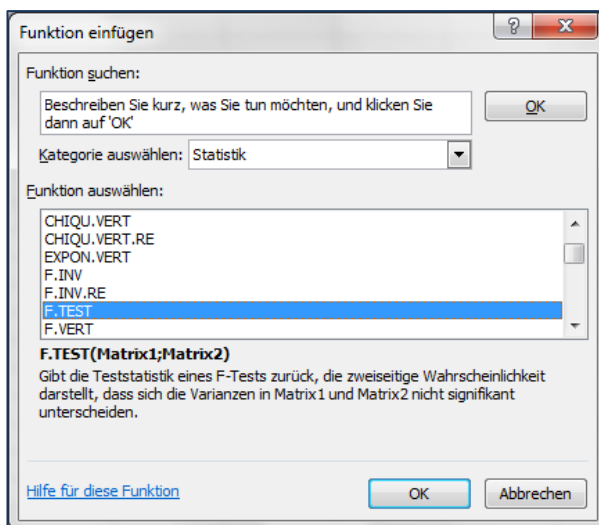 Funktion einfügen
Funktion suchen:
Beschreiben Sie kurz, was Sie tun möchten, und klicken Sie
dann auf 'OK'
OK
Kategorie auswählen: Statistik
Funktion auswählen:
CHIQU.VERT
CHIQU.VERT.RE
EXPON.VERT
F.INV
F.INV.RE
F.TEST
F.VERT
F.TEST(Matrix1;Matrix2)
Gibt die Teststatistik eines F-Tests zurück, die zweiseitige Wahrscheinlichkeit
darstellt, dass sich die Varianzen in Matrix1 und Matrix2 nicht signifikant
unterscheiden.
Hilfe für diese Funktion
OK
Abbrechen